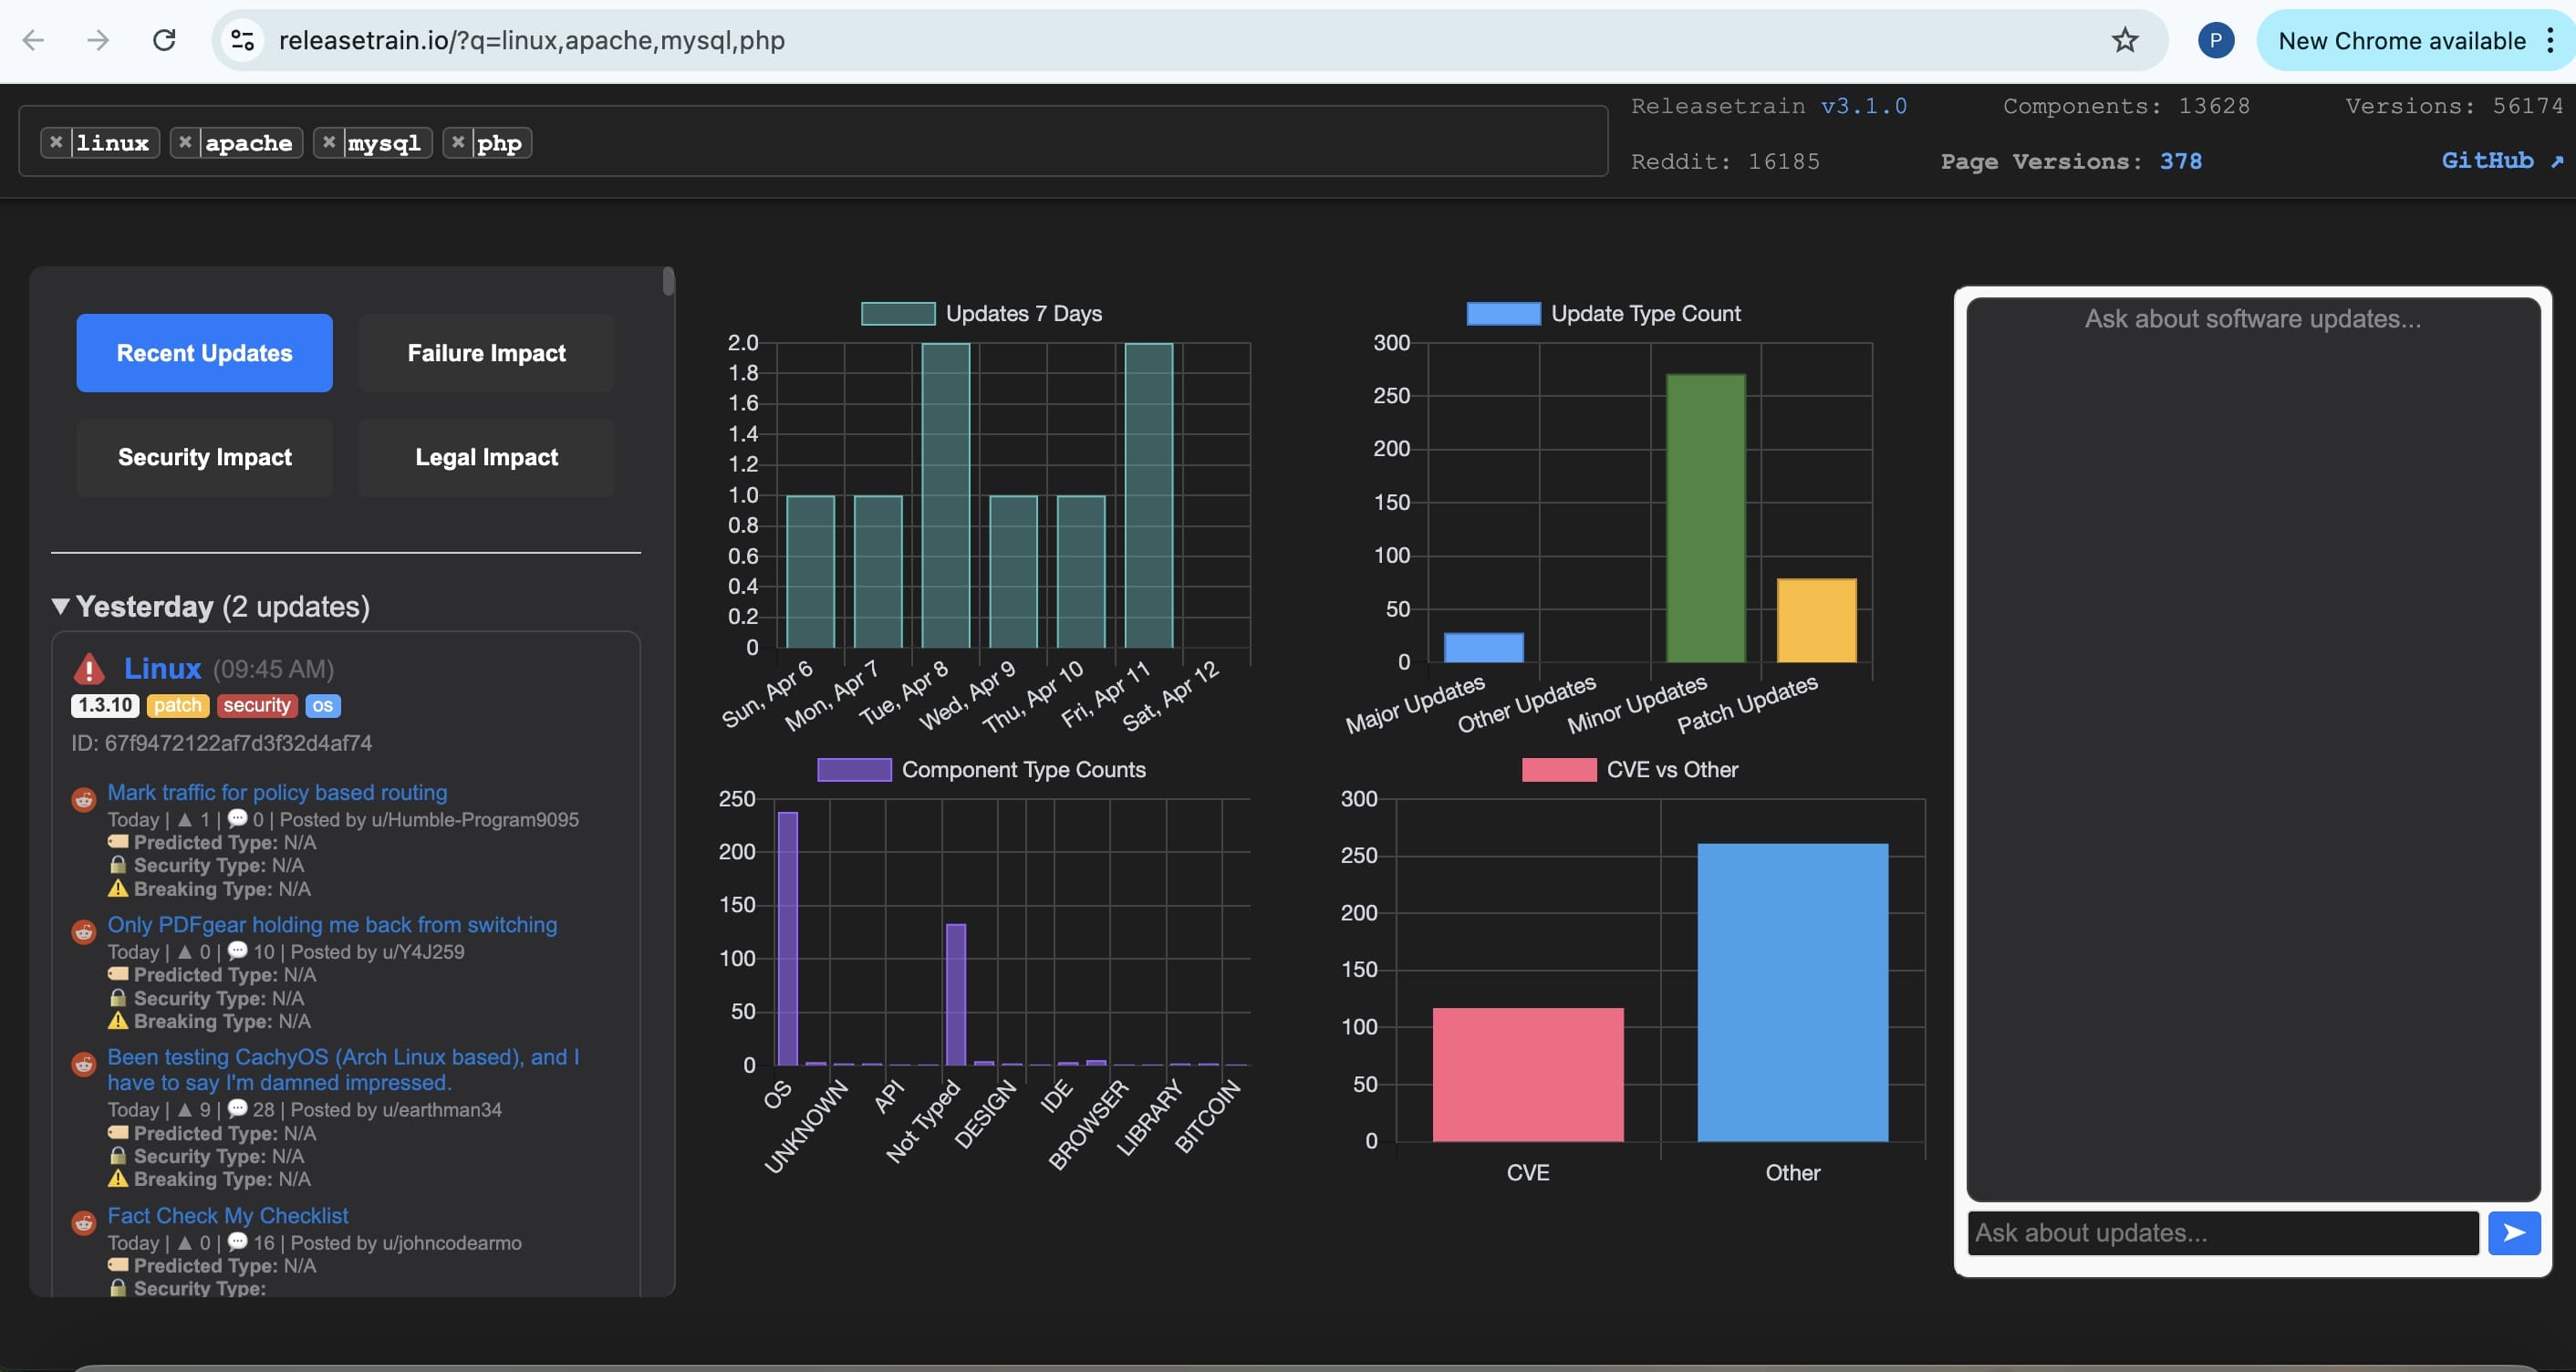 releasetrain.io/?q=linux,apache,mysql,php
P
New Chrome available
linux apache mysql php
Releasetrain v3.1.0 Components: 13628 Versions: 56174
Reddit: 16185 Page Versions: 378 GitHub ↗
Recent Updates Failure Impact
Security Impact Legal Impact
▼ Yesterday (2 updates)
Linux (09:45 AM)
1.3.10 patch security os
ID: 67f9472122af7d3f32d4af74
Mark traffic for policy based routing
Today | ▲ 1 | 💬 0 | Posted by u/Humble-Program9095
Predicted Type: N/A
Security Type: N/A
Breaking Type: N/A
Only PDFgear holding me back from switching
Today | ▲ 0 | 💬 10 | Posted by u/Y4J259
Predicted Type: N/A
Security Type: N/A
Breaking Type: N/A
Been testing CachyOS (Arch Linux based), and I
have to say I'm damned impressed.
Today | ▲ 9 | 💬 28 | Posted by u/earthman34
Predicted Type: N/A
Security Type: N/A
Breaking Type: N/A
Fact Check My Checklist
Today | ▲ 0 | 💬 16 | Posted by u/johncodearmo
Predicted Type: N/A
Security Type:
Updates 7 Days
2.0
1.8
1.6
1.4
1.2
1.0
0.8
0.6
0.4
0.2
0
Sun, Apr 6
Mon, Apr 7
Tue, Apr 8
Wed, Apr 9
Thu, Apr 10
Fri, Apr 11
Sat, Apr 12
Update Type Count
300
250
200
150
100
50
0
Major Updates
Other Updates
Minor Updates
Patch Updates
Component Type Counts
250
200
150
100
50
0
OS
UNKNOWN
API
Not Typed
DESIGN
IDE
BROWSER
LIBRARY
BITCOIN
CVE vs Other
300
250
200
150
100
50
0
CVE
Other
Ask about software updates...
Ask about updates...